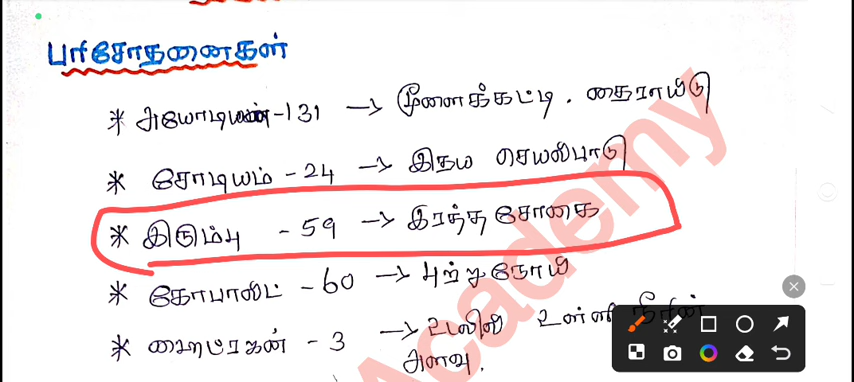 பரிசோதனைகள்
* அயோடின் - 131 → மூளைக்கட்டி . தைராய்டு
* சோடியம் - 24 → இதய செயல்பாடு
* இரும்பு - 59 → இரத்த சோகை
* கோபால்ட் - 60 → புற்றுநோய்
* ஹைட்ரஜன் - 3 → உடலில் உள்ள நீரின்
அளவு.
Academy